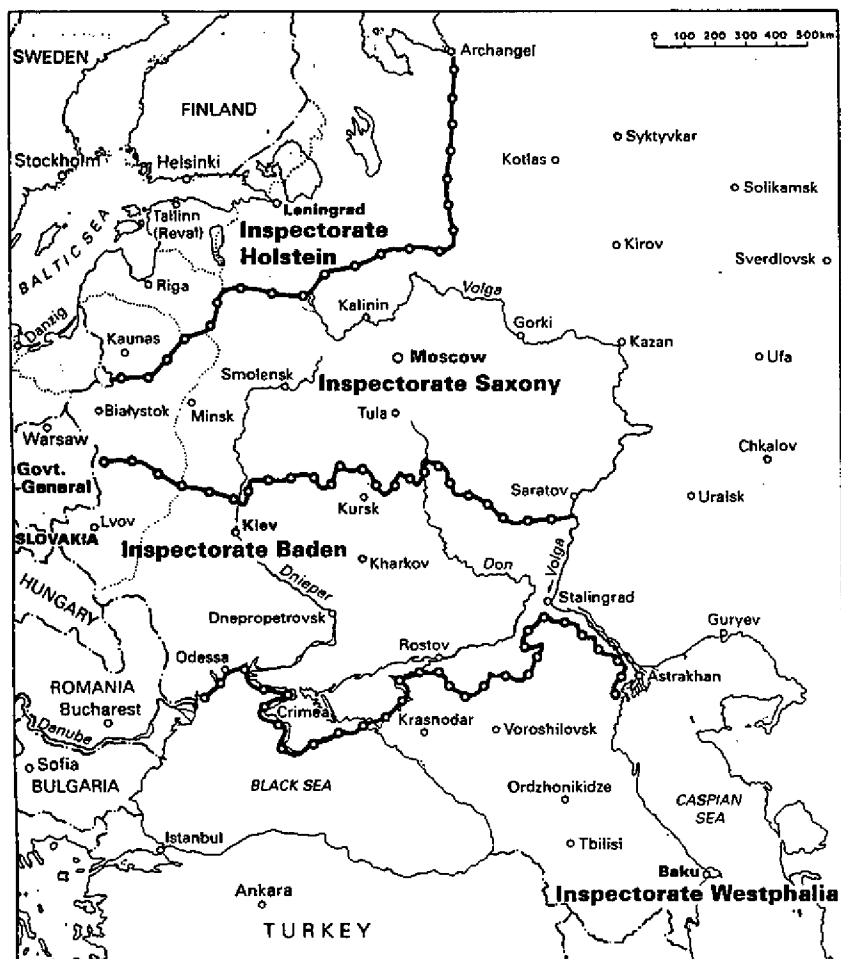 Archangel
0 100 200 300 400 500km
SWEDEN
FINLAND
Syktyvkar
Kotlas
Stockholm
Helsinki
Solikamsk
Leningrad
Tallinn
(Reval)
Inspectorate
Holstein
BALTIC SEA
Kirov
Sverdlovsk
Riga
Volga
Kalinin
Danzig
Gorki
Kaunas
Kazan
Moscow
Ufa
Smolensk
Inspectorate Saxony
Białystok
Minsk
Tula
Warsaw
Chkalov
Govt.
-General
Saratov
Uralsk
Kursk
Lvov
Kiev
SLOVAKIA
Inspectorate Baden
Kharkov
Don
Volga
HUNGARY
Dnieper
Stalingrad
Dnepropetrovsk
Guryev
Rostov
Odessa
Astrakhan
ROMANIA
Bucharest
Crimea
Krasnodar
Voroshilovsk
Danube
Sofia
BULGARIA
BLACK SEA
Ordzhonikidze
CASPIAN
SEA
Istanbul
Tbilisi
Baku
Ankara
Inspectorate Westphalia
TURKEY